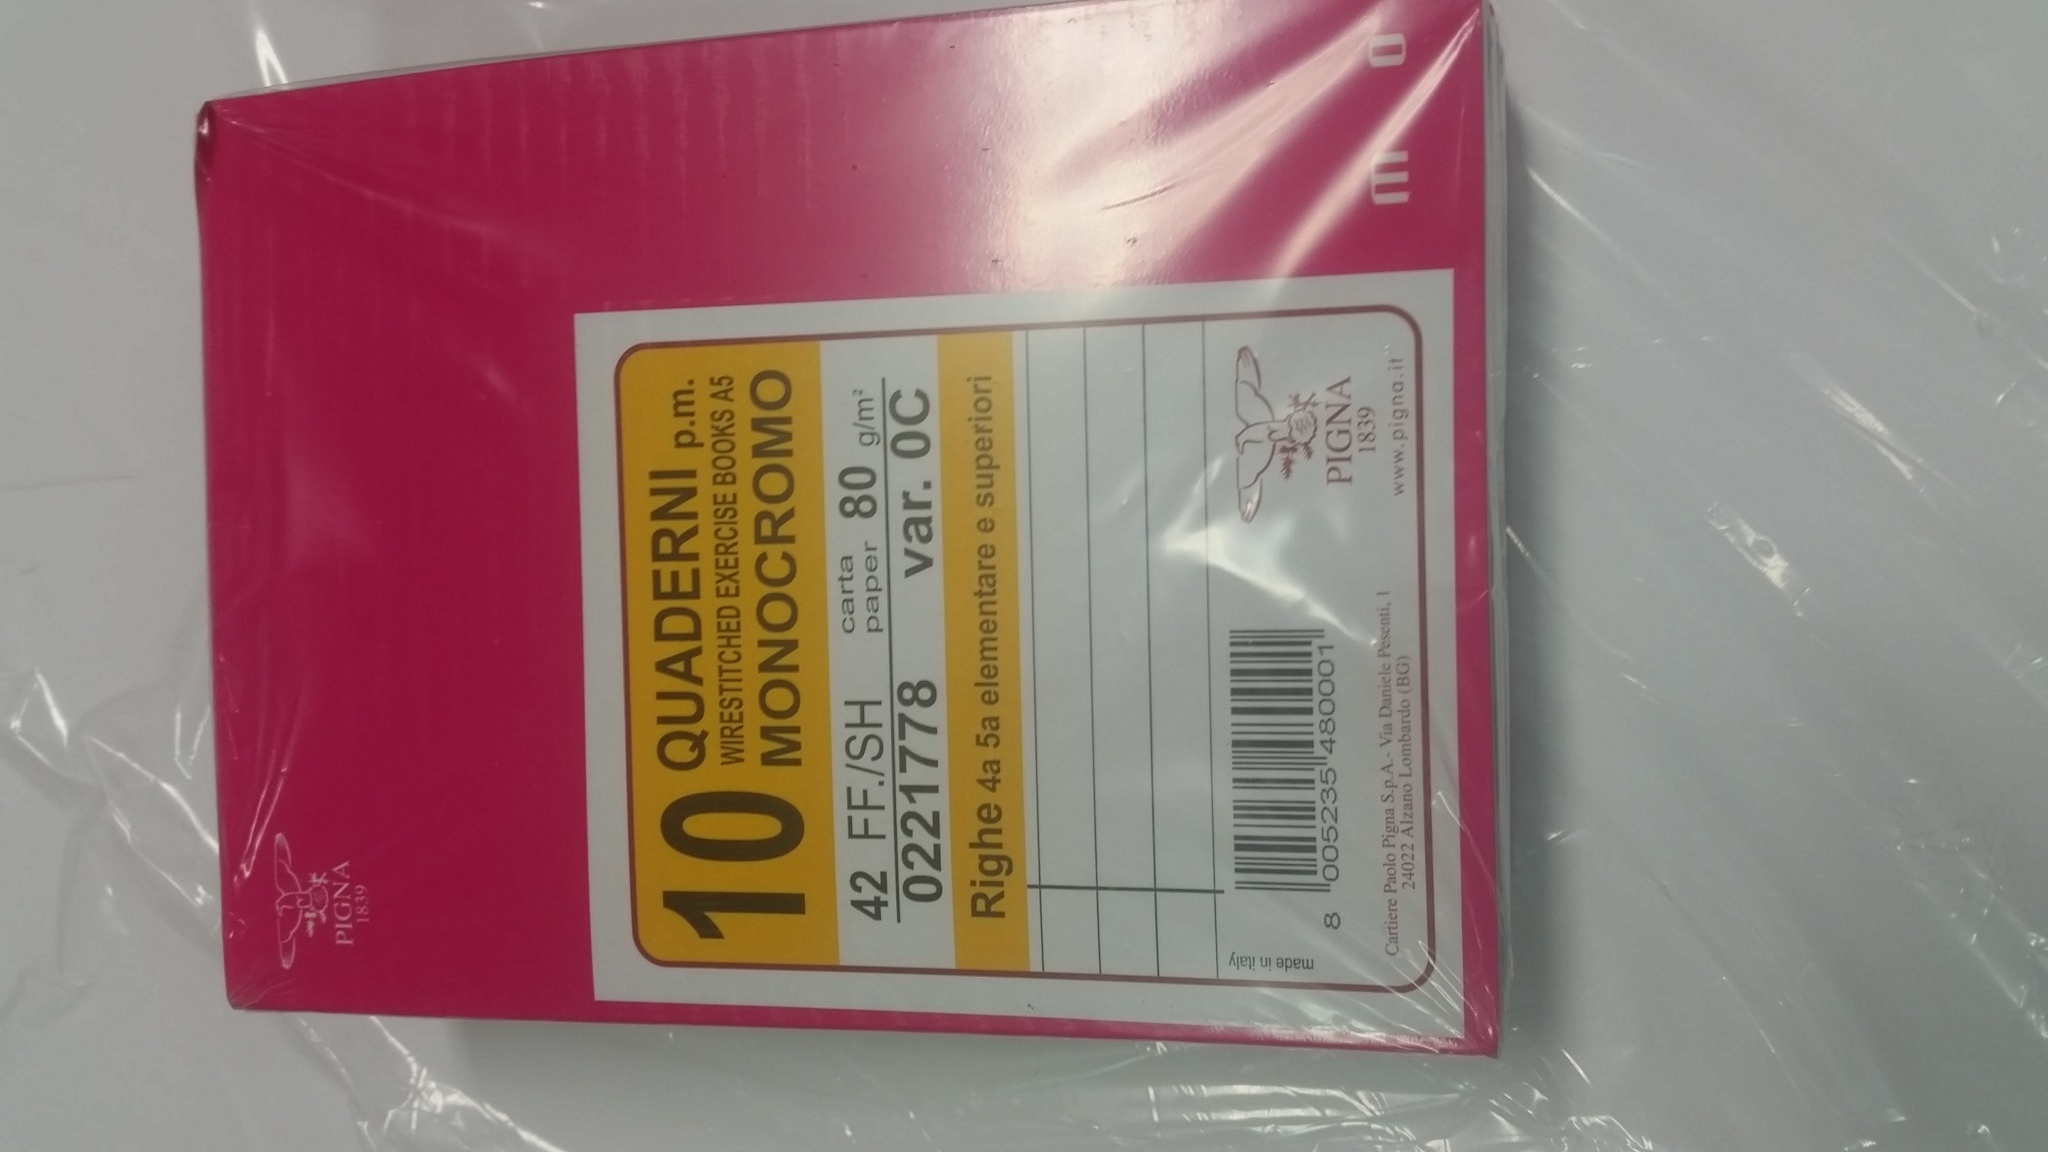 PIGNA
1839
10 QUADERNI p.m.
WIRESTITCHED EXERCISE BOOKS A5
MONOCROMO
42 FF./SH carta paper 80 g/m²
0221778 var. 0C
Righe 4a 5a elementare e superiori
made in italy
8 005235 480001
PIGNA
1839
www.pigna.it
Cartiere Paolo Pigna S.p.A.- Via Daniele Pesenti, 1
24022 Alzano Lombardo (BG)
m o